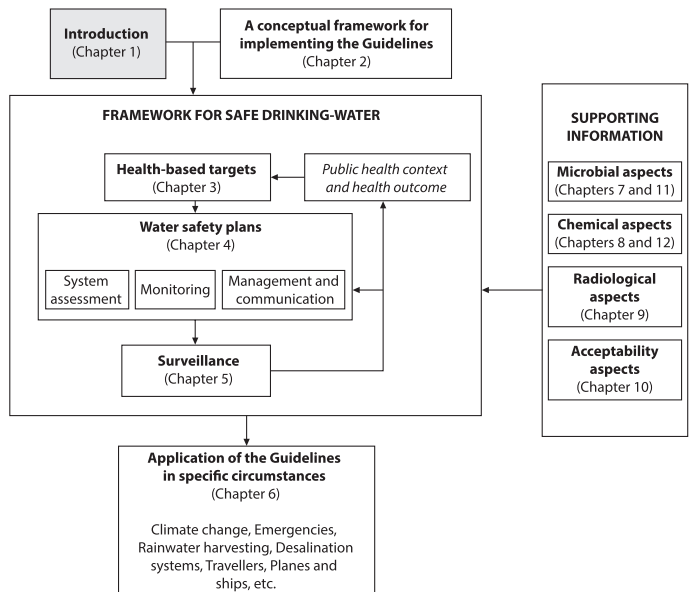 Introduction
(Chapter 1)
A conceptual framework for
implementing the Guidelines
(Chapter 2)
FRAMEWORK FOR SAFE DRINKING-WATER
Health-based targets
(Chapter 3)
Public health context
and health outcome
Water safety plans
(Chapter 4)
System
assessment
Monitoring
Management and
communication
Surveillance
(Chapter 5)
SUPPORTING
INFORMATION
Microbial aspects
(Chapters 7 and 11)
Chemical aspects
(Chapters 8 and 12)
Radiological
aspects
(Chapter 9)
Acceptability
aspects
(Chapter 10)
Application of the Guidelines
in specific circumstances
(Chapter 6)
Climate change, Emergencies,
Rainwater harvesting, Desalination
systems, Travellers, Planes and
ships, etc.